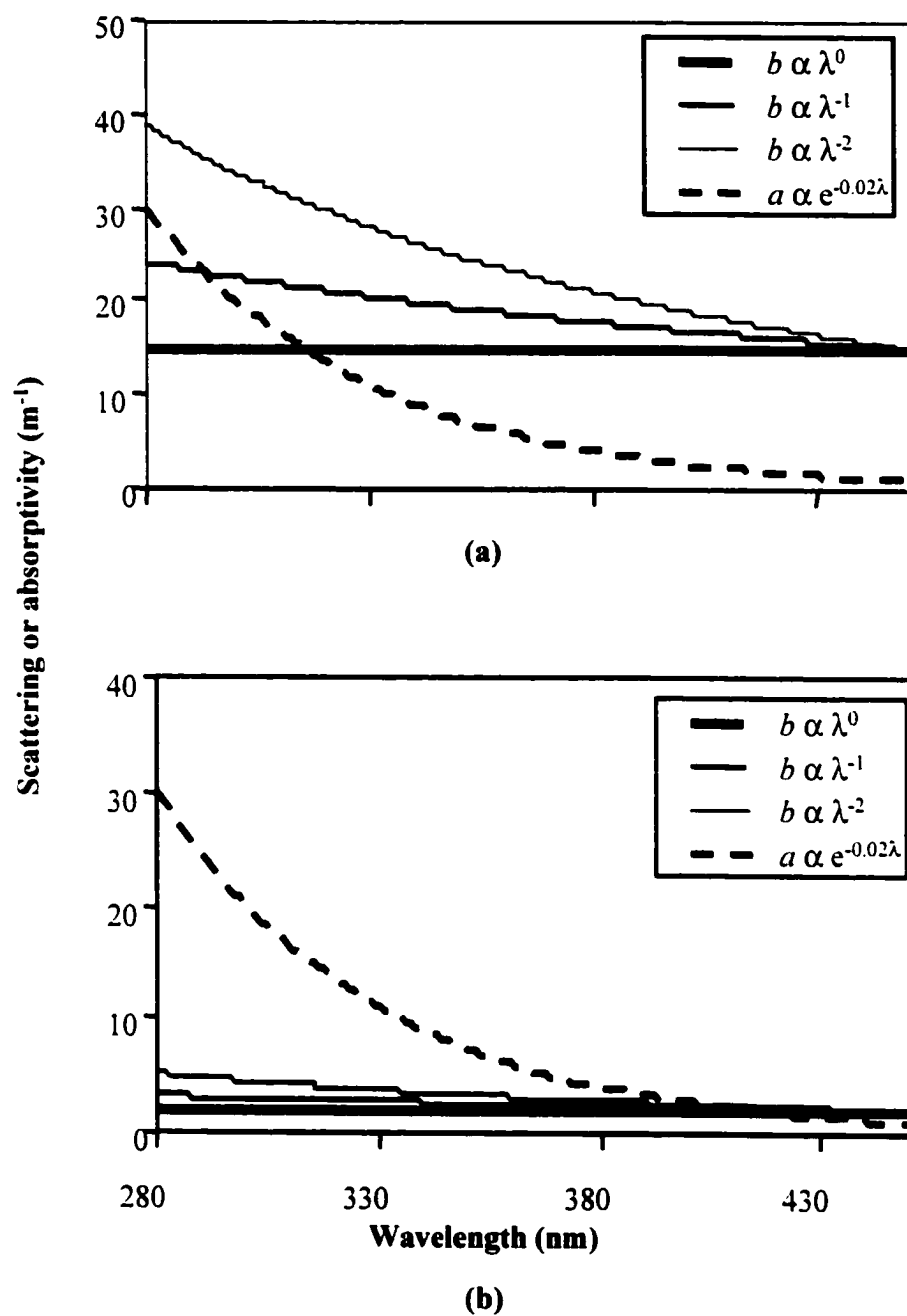 Scattering or absorptivity (m⁻¹)
50
40
30
20
10
0
b α λ⁰
b α λ⁻¹
b α λ⁻²
a α e⁻⁰·⁰²λ
(a)
40
30
20
10
0
b α λ⁰
b α λ⁻¹
b α λ⁻²
a α e⁻⁰·⁰²λ
280 330 380 430
Wavelength (nm)
(b)